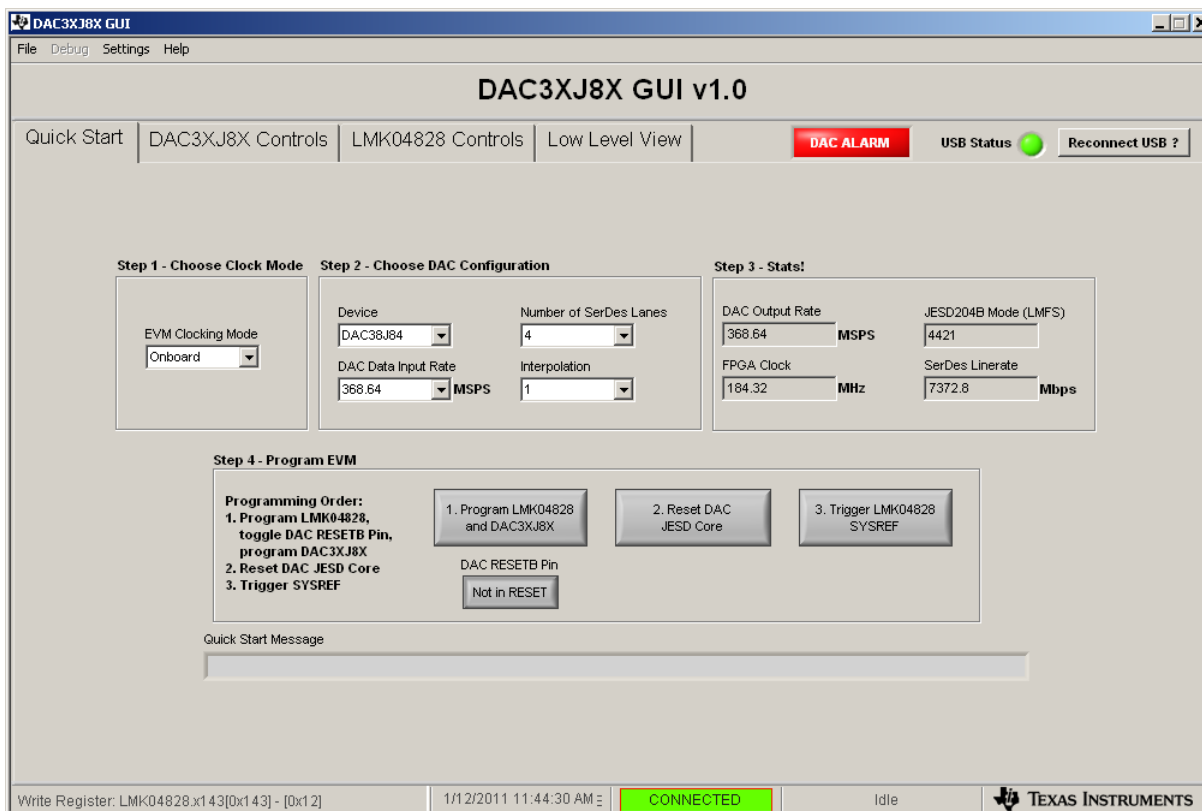 DAC3XJ8X GUI
File Debug Settings Help
DAC3XJ8X GUI v1.0
Quick Start DAC3XJ8X Controls LMK04828 Controls Low Level View DAC ALARM USB Status Reconnect USB ?
Step 1 - Choose Clock Mode
EVM Clocking Mode
Onboard
Step 2 - Choose DAC Configuration
Device
DAC38J84
Number of SerDes Lanes
4
DAC Data Input Rate
368.64 MSPS
Interpolation
1
Step 3 - Stats!
DAC Output Rate
368.64 MSPS
JESD204B Mode (LMFS)
4421
FPGA Clock
184.32 MHz
SerDes Linerate
7372.8 Mbps
Step 4 - Program EVM
Programming Order:
1. Program LMK04828,
toggle DAC RESETB Pin,
program DAC3XJ8X
2. Reset DAC JESD Core
3. Trigger SYSREF
1. Program LMK04828
and DAC3XJ8X
2. Reset DAC
JESD Core
3. Trigger LMK04828
SYSREF
DAC RESETB Pin
Not in RESET
Quick Start Message
Write Register: LMK04828.x143[0x143] - [0x12] 1/12/2011 11:44:30 AM CONNECTED Idle TEXAS INSTRUMENTS